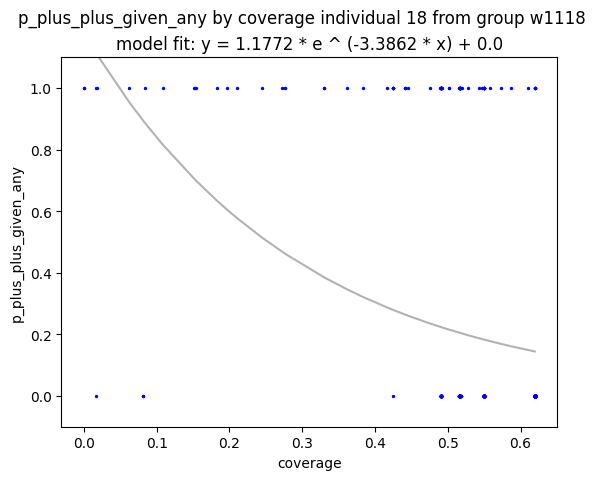 p_plus_plus_given_any by coverage individual 18 from group w1118
model fit: y = 1.1772 * e ^ (-3.3862 * x) + 0.0
1.0
0.8
0.6
0.4
0.2
0.0
p_plus_plus_given_any
0.0 0.1 0.2 0.3 0.4 0.5 0.6
coverage